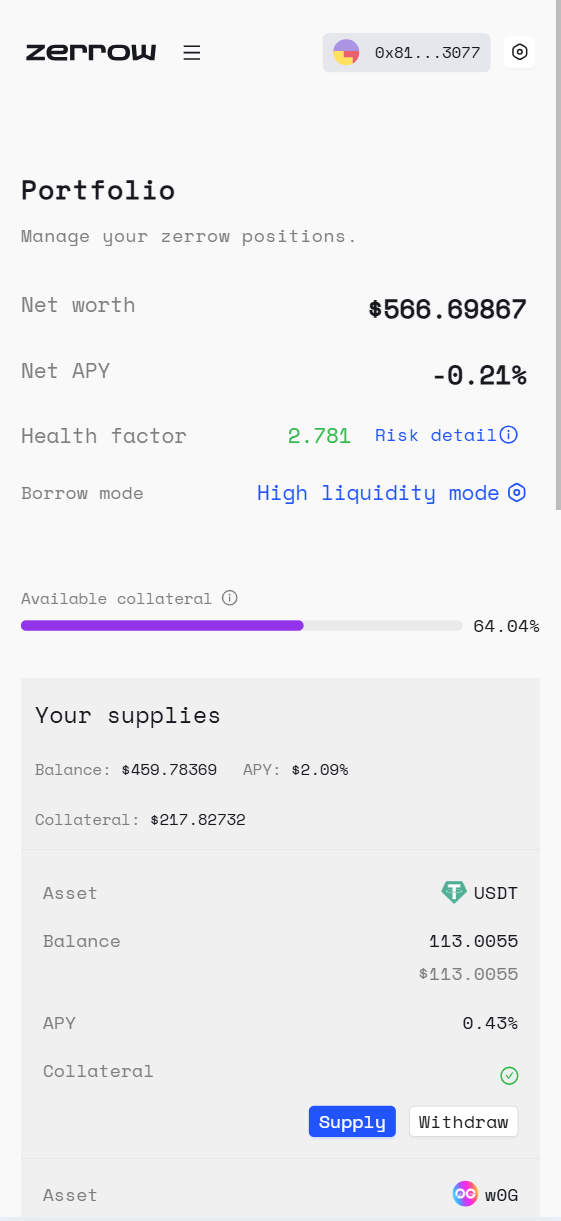 zerrow
0x81...3077
Portfolio
Manage your zerrow positions.
Net worth $566.69867
Net APY -0.21%
Health factor 2.781 Risk detail
Borrow mode High liquidity mode
Available collateral
64.04%
Your supplies
Balance: $459.78369 APY: $2.09%
Collateral: $217.82732
Asset USDT
Balance 113.0055
$113.0055
APY 0.43%
Collateral
Supply Withdraw
Asset w0G